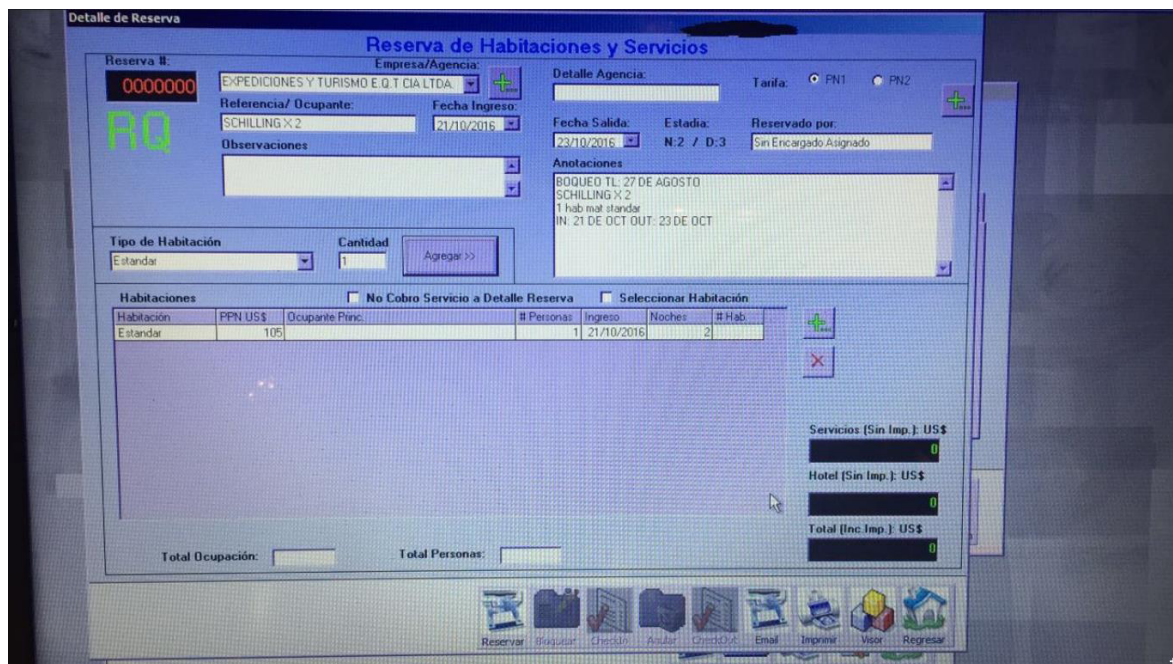 Detalle de Reserva
Reserva de Habitaciones y Servicios
Reserva #:
Empresa/Agencia:
Detalle Agencia:
Tarifa:
PN1
PN2
0000000
EXPEDICIONES Y TURISMO E.Q.T CIA LTDA.
RQ
Referencia/ Ocupante:
Fecha Ingreso:
Fecha Salida:
Estadia:
Reservado por:
SCHILLING X 2
21/10/2016
23/10/2016
N:2 / D:3
Sin Encargado Asignado
Observaciones
Anotaciones
BOQUEO TL: 27 DE AGOSTO
SCHILLING X 2
1 hab mat standar
IN: 21 DE OCT OUT: 23 DE OCT
Tipo de Habitación
Cantidad
Estandar
1
Agregar >>
Habitaciones
No Cobro Servicio a Detalle Reserva
Seleccionar Habitación
Habitación PPN US$ Ocupante Princ. # Personas Ingreso Noches # Hab.
Estandar 105 1 21/10/2016 2
Servicios (Sin Imp.): US$
0
Hotel (Sin Imp.): US$
0
Total (Inc.Imp.): US$
0
Total Ocupación:
Total Personas:
Reservar Bloquear CheckIn Anular CheckOut Email Imprimir Visor Regresar